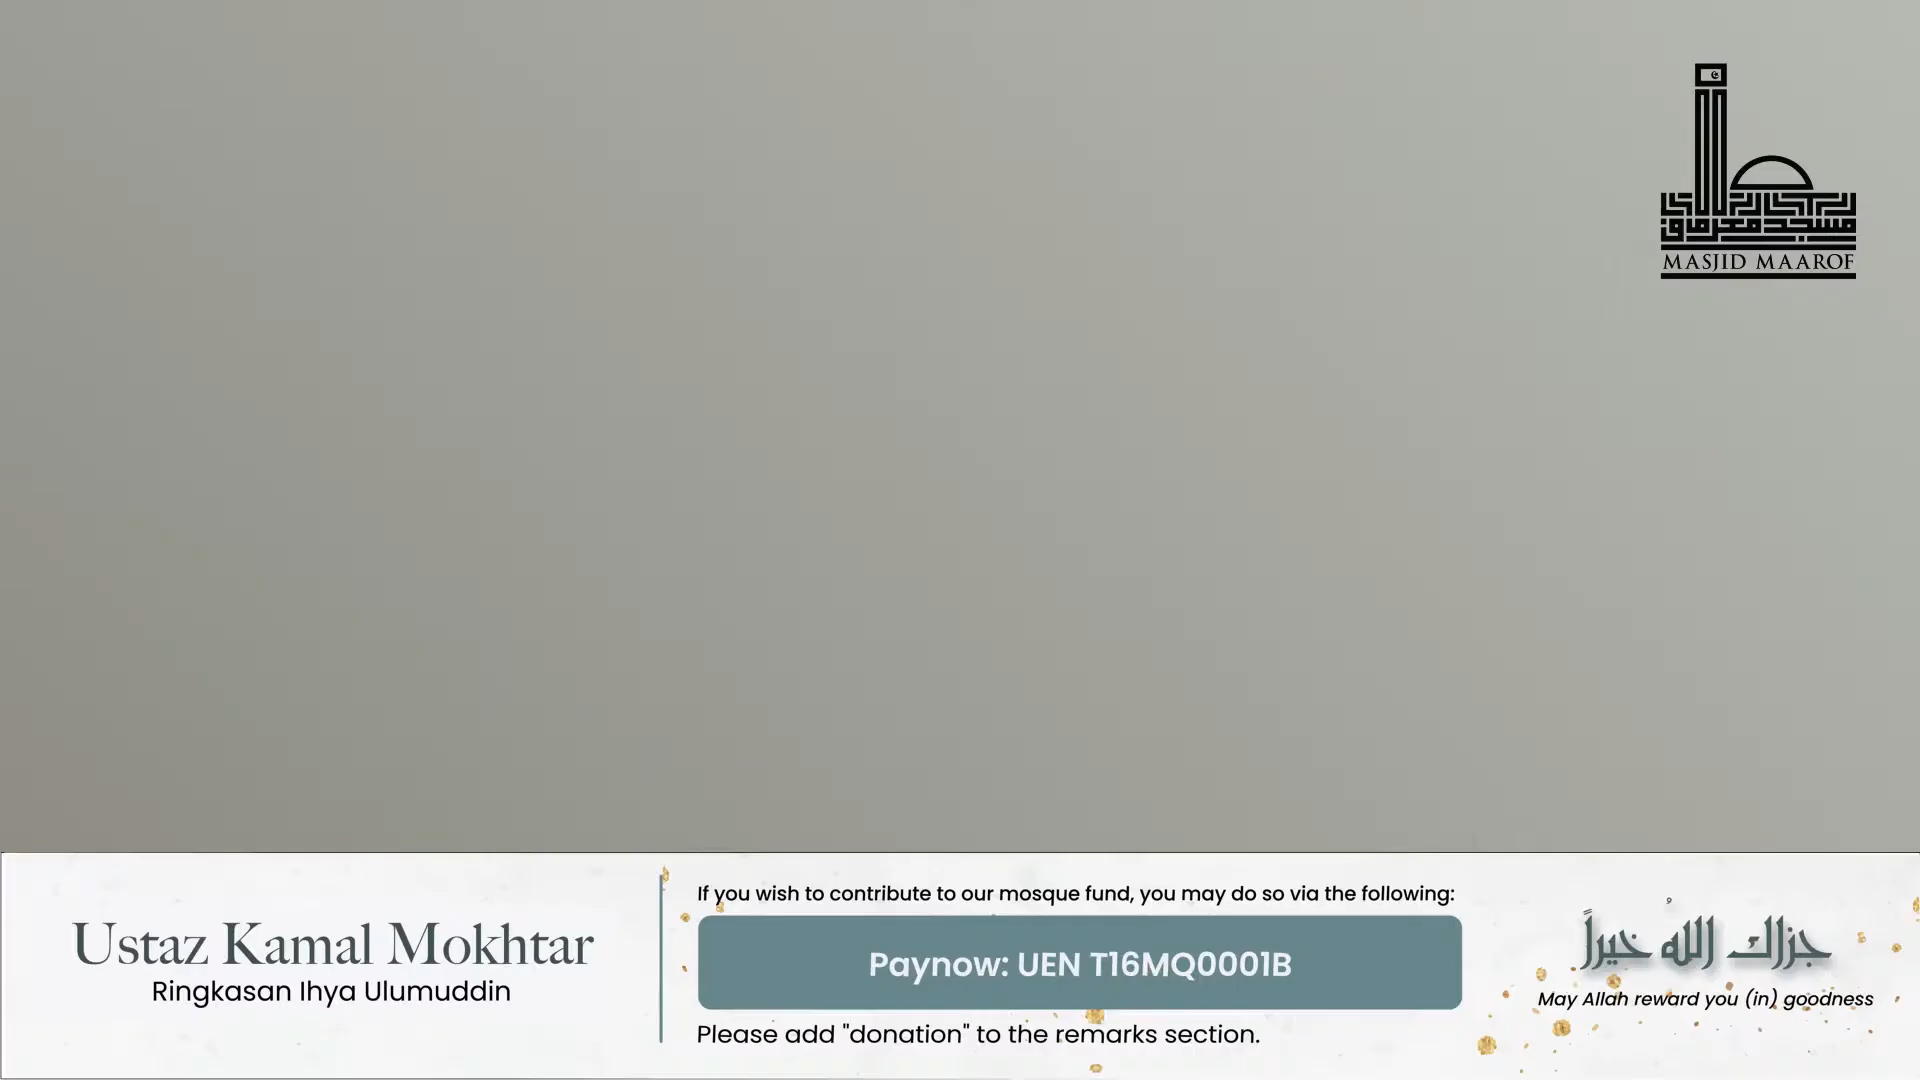 مسجد معروف
MASJID MAAROF
Ustaz Kamal Mokhtar
Ringkasan Ihya Ulumuddin
If you wish to contribute to our mosque fund, you may do so via the following:
Paynow: UEN T16MQ0001B
Please add "donation" to the remarks section.
جزاك اللهُ خيراً
May Allah reward you (in) goodness